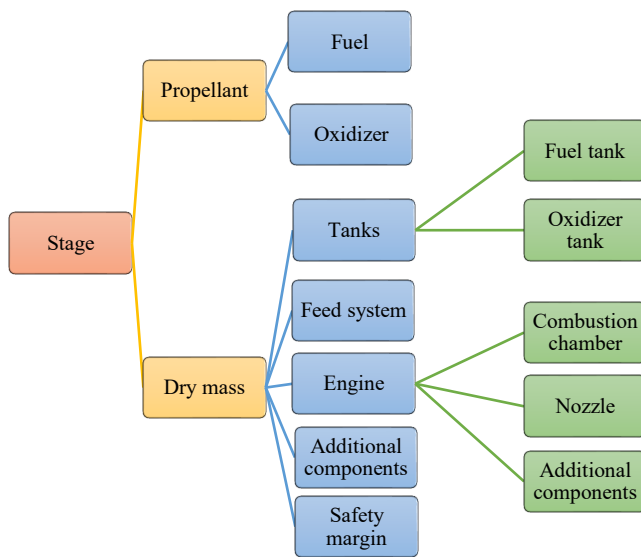 Fuel
Propellant
Oxidizer
Fuel tank
Stage
Tanks
Oxidizer
tank
Feed system
Combustion
chamber
Dry mass
Engine
Nozzle
Additional
components
Additional
components
Safety
margin